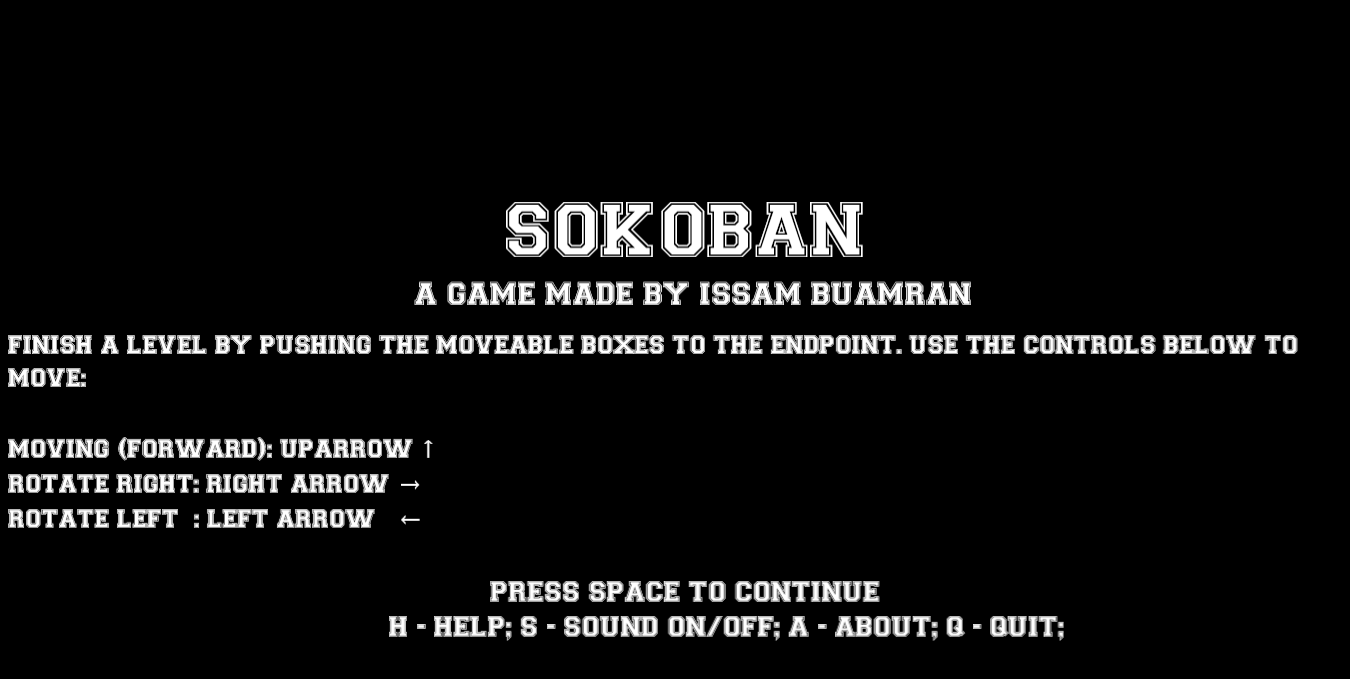 SOKOBAN
A GAME MADE BY ISSAM BUAMRAN
FINISH A LEVEL BY PUSHING THE MOVEABLE BOXES TO THE ENDPOINT. USE THE CONTROLS BELOW TO
MOVE:
MOVING (FORWARD): UPARROW ↑
ROTATE RIGHT: RIGHT ARROW →
ROTATE LEFT : LEFT ARROW ←
PRESS SPACE TO CONTINUE
H - HELP; S - SOUND ON/OFF; A - ABOUT; Q - QUIT;